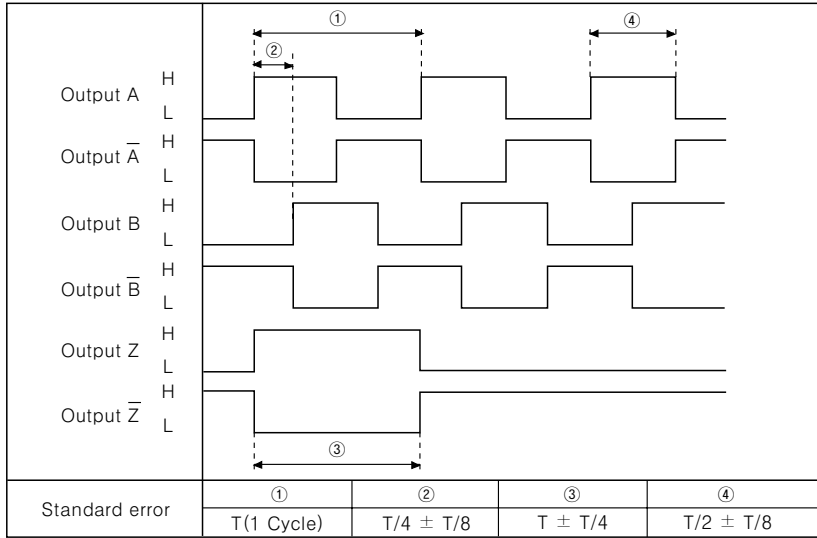 ①
④
②
Output A H
L
Output A̅ H
L
Output B H
L
Output B̅ H
L
Output Z H
L
Output Z̅ H
L
③
Standard error ① ② ③ ④
T(1 Cycle) T/4 ± T/8 T ± T/4 T/2 ± T/8